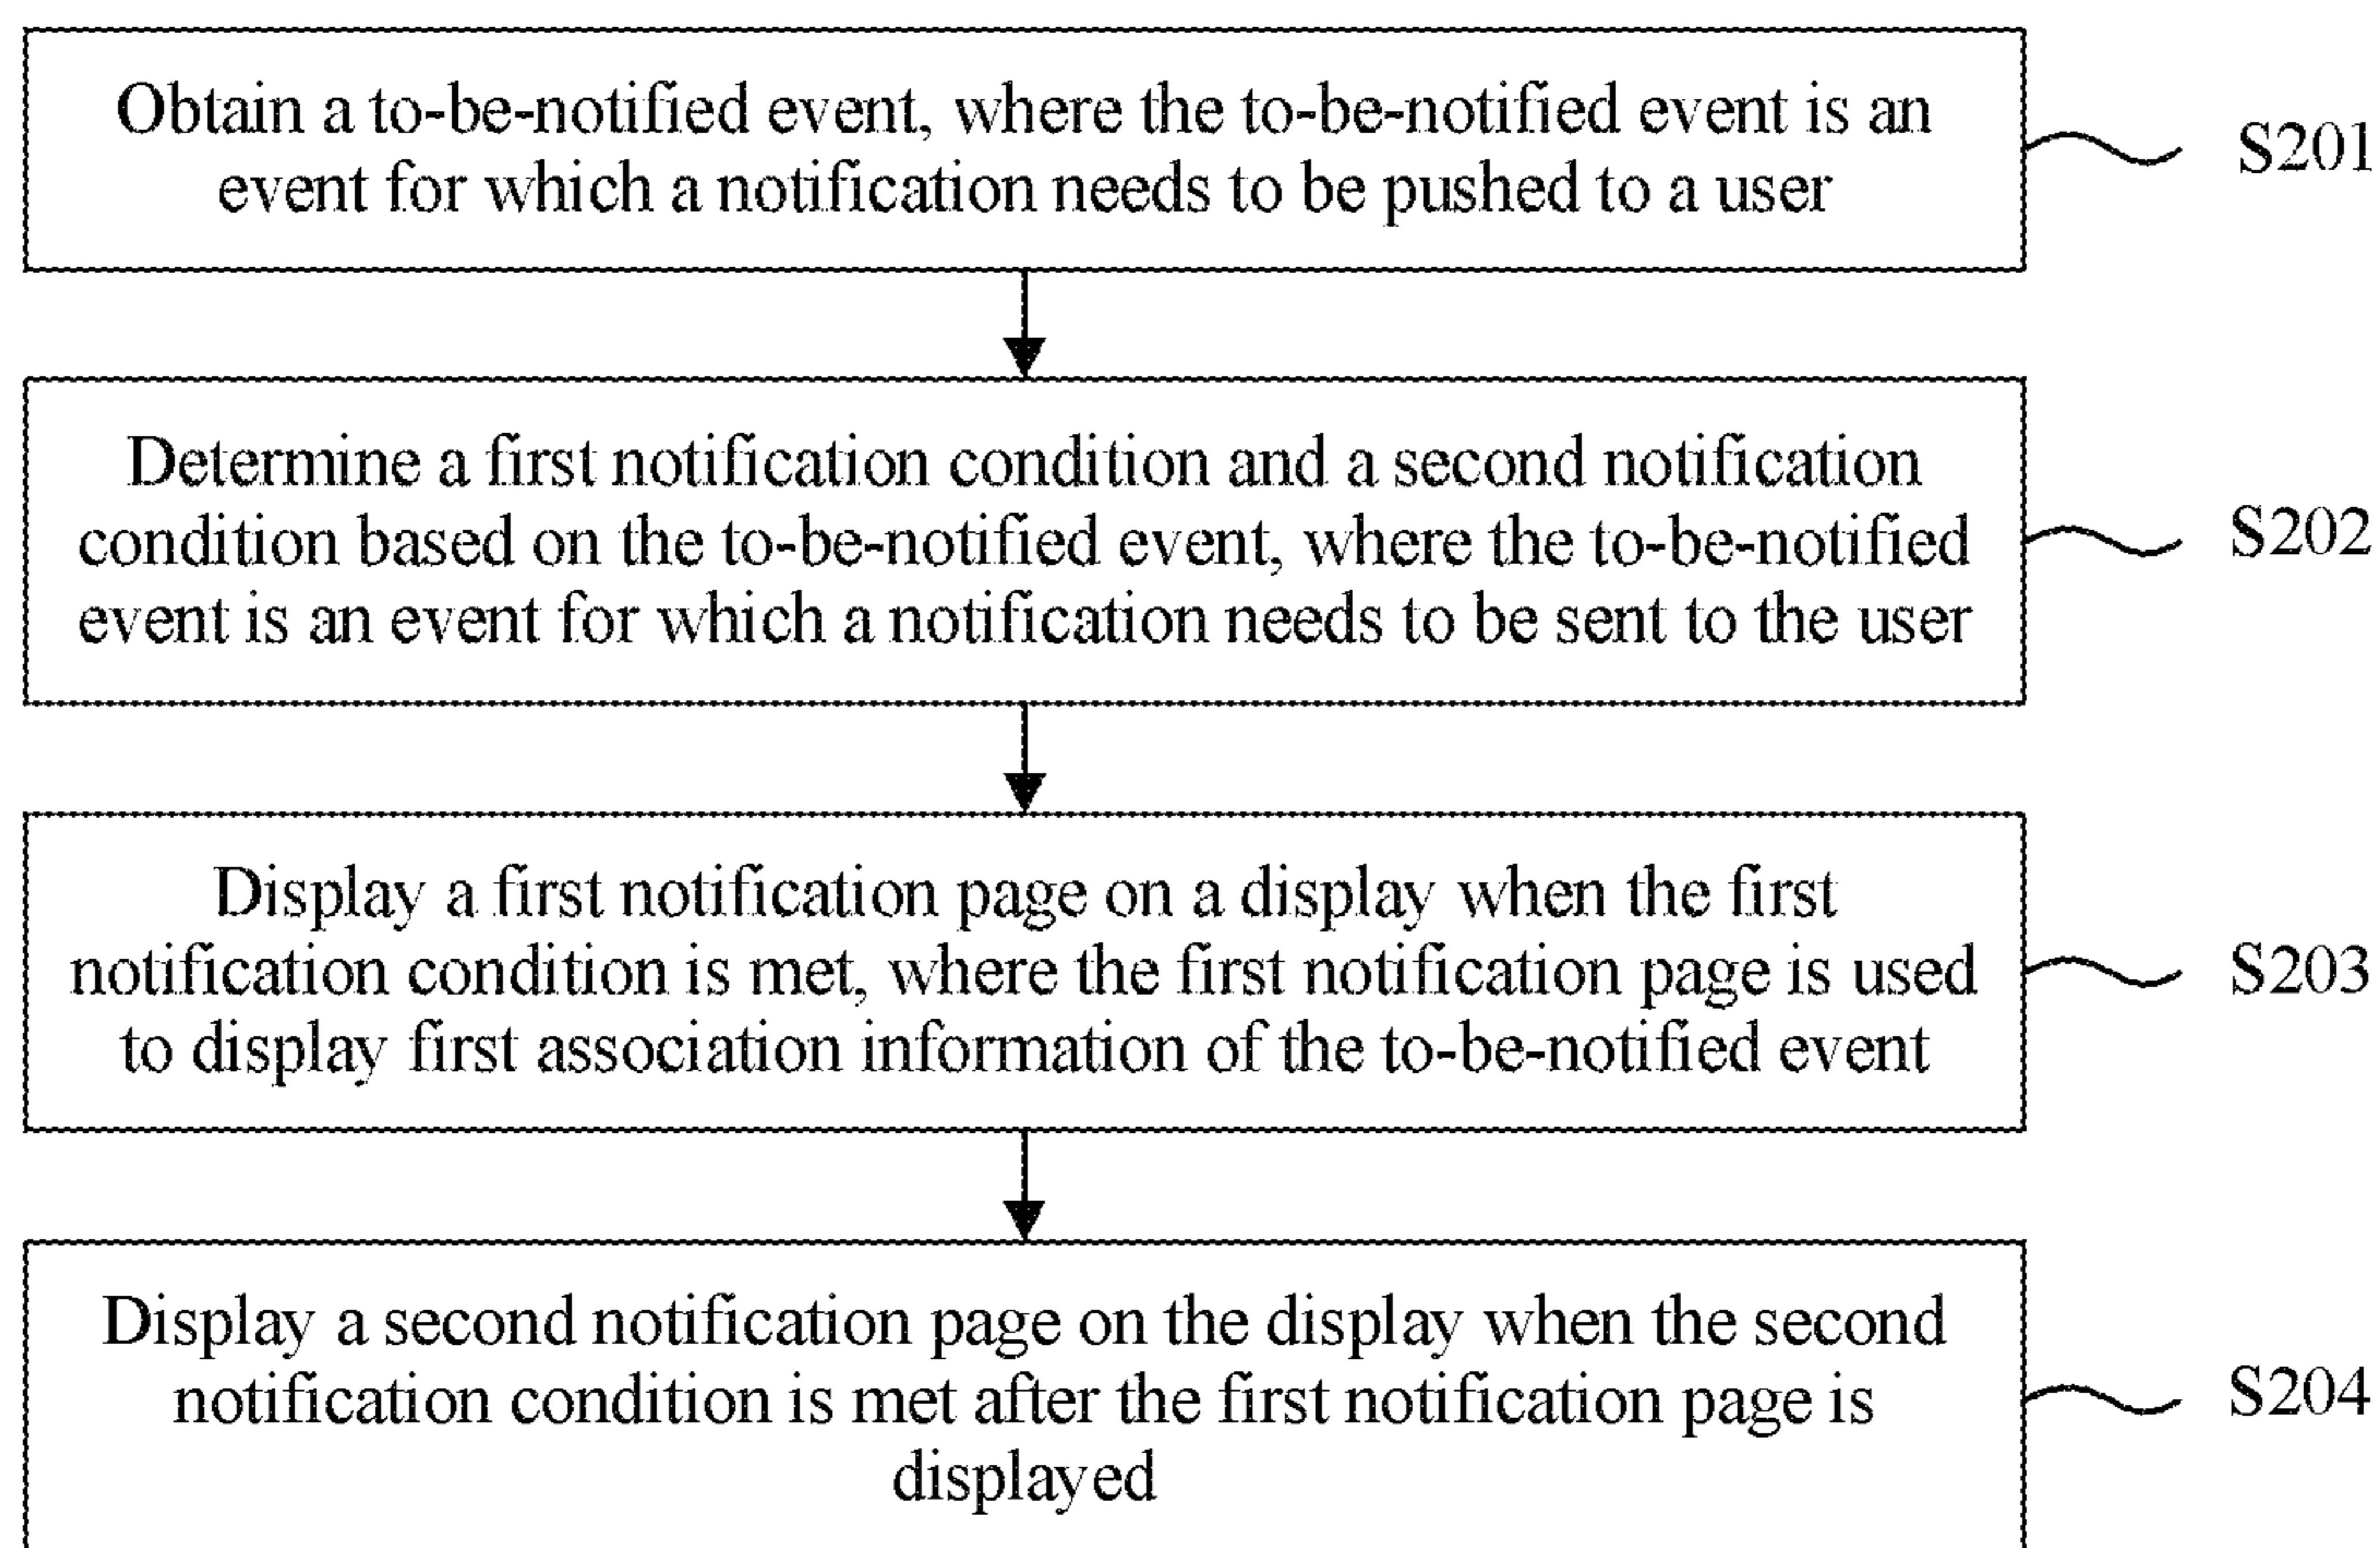 Obtain a to-be-notified event, where the to-be-notified event is an
event for which a notification needs to be pushed to a user
S201
Determine a first notification condition and a second notification
condition based on the to-be-notified event, where the to-be-notified
event is an event for which a notification needs to be sent to the user
S202
Display a first notification page on a display when the first
notification condition is met, where the first notification page is used
to display first association information of the to-be-notified event
S203
Display a second notification page on the display when the second
notification condition is met after the first notification page is
displayed
S204